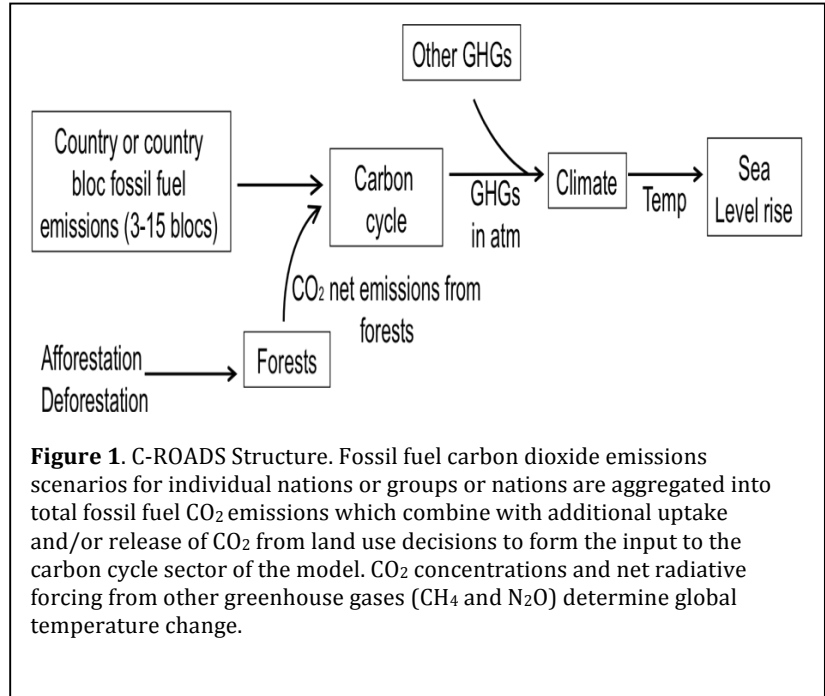 Other GHGs
Country or country
bloc fossil fuel
emissions (3-15 blocs)
Carbon
cycle
GHGs
in atm
Climate
Temp
Sea
Level rise
CO₂ net emissions from
forests
Afforestation
Deforestation
Forests
Figure 1. C-ROADS Structure. Fossil fuel carbon dioxide emissions
scenarios for individual nations or groups or nations are aggregated into
total fossil fuel CO₂ emissions which combine with additional uptake
and/or release of CO₂ from land use decisions to form the input to the
carbon cycle sector of the model. CO₂ concentrations and net radiative
forcing from other greenhouse gases (CH₄ and N₂O) determine global
temperature change.